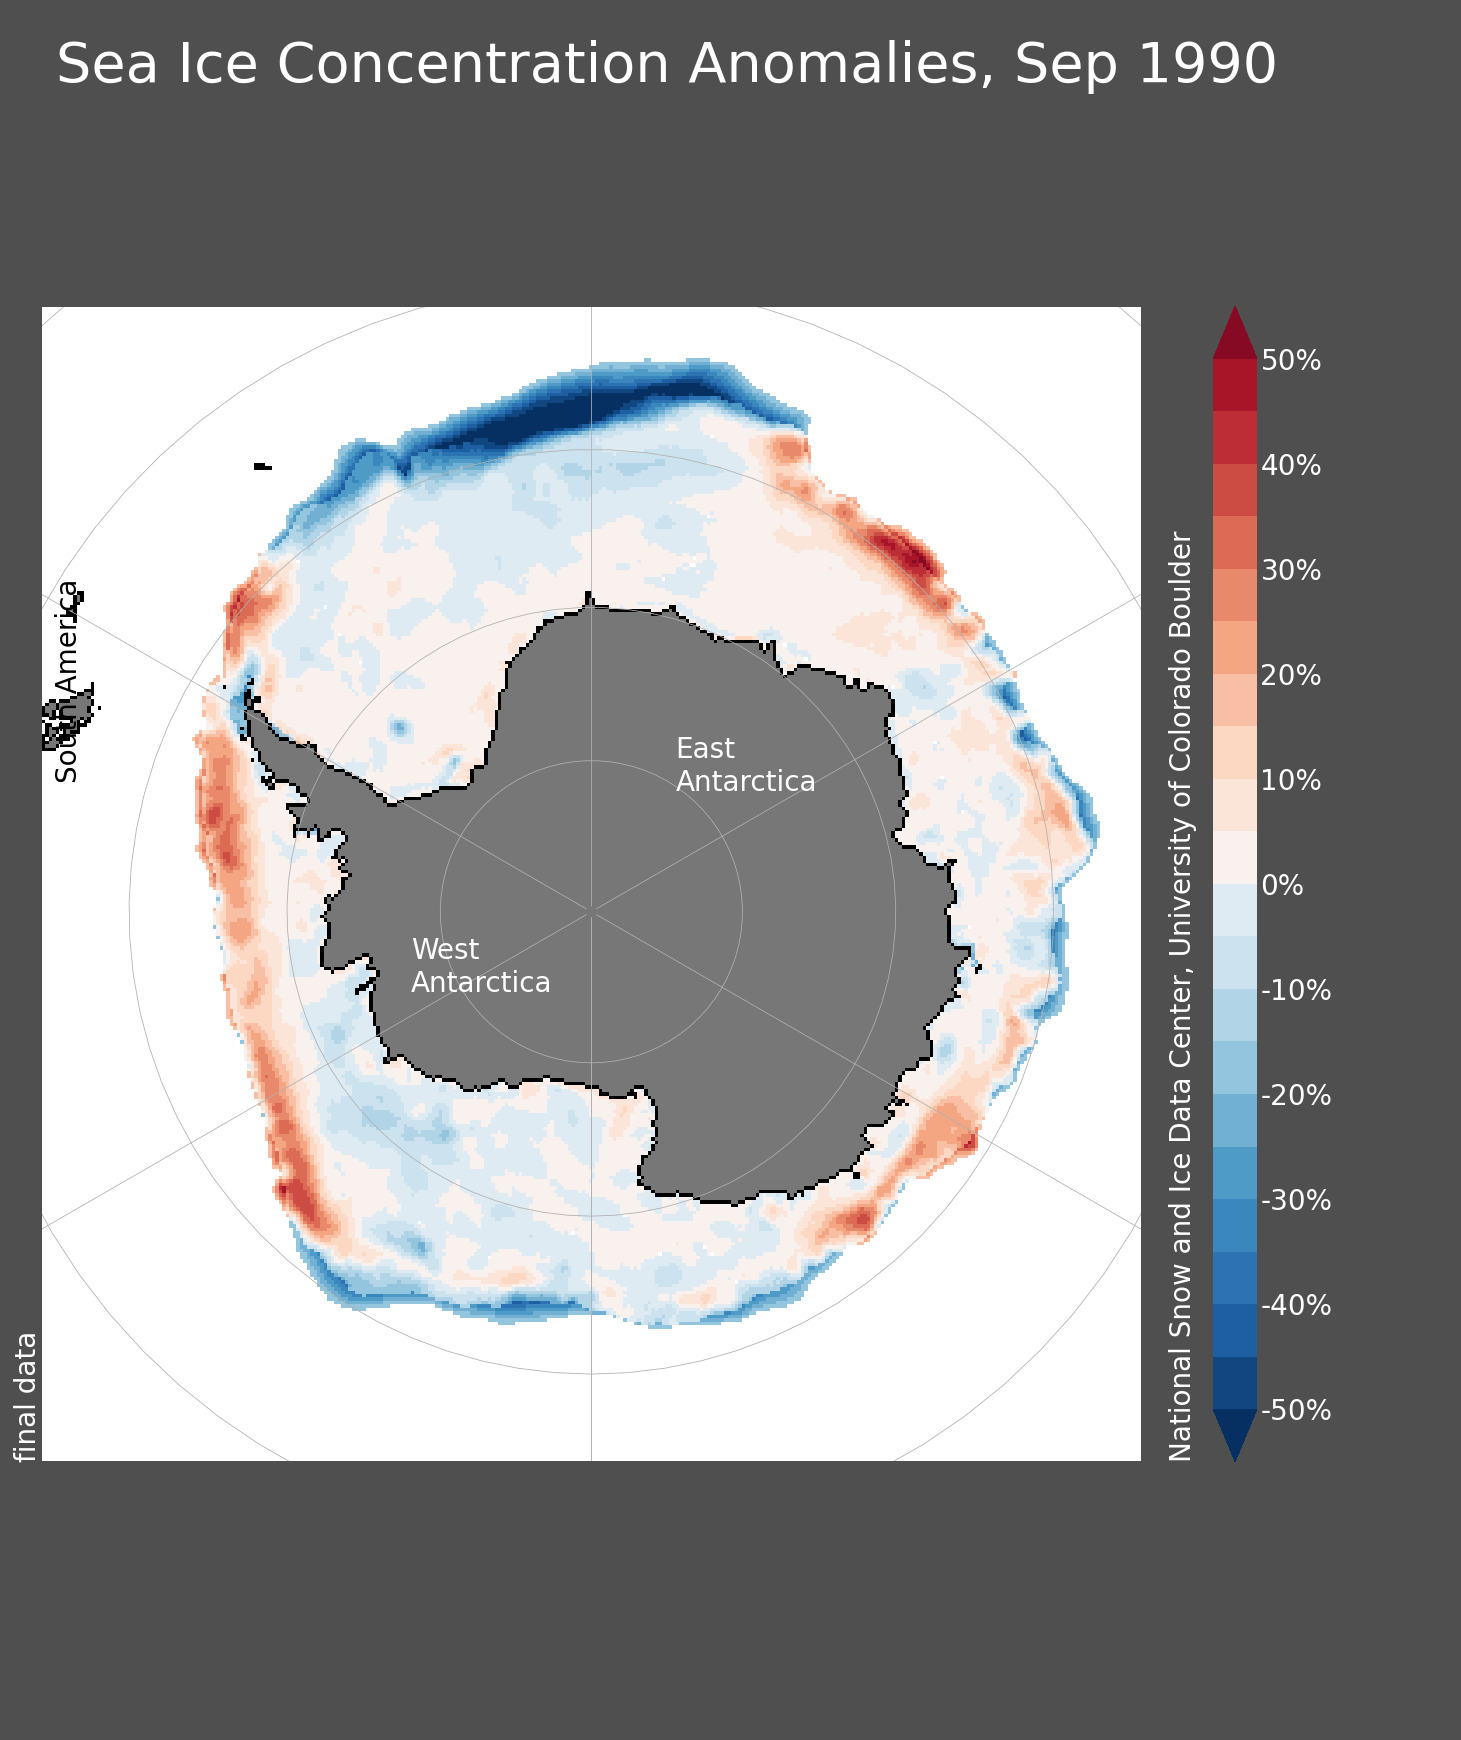 Sea Ice Concentration Anomalies, Sep 1990
South America
East
Antarctica
West
Antarctica
final data
National Snow and Ice Data Center, University of Colorado Boulder
50%
40%
30%
20%
10%
0%
-10%
-20%
-30%
-40%
-50%